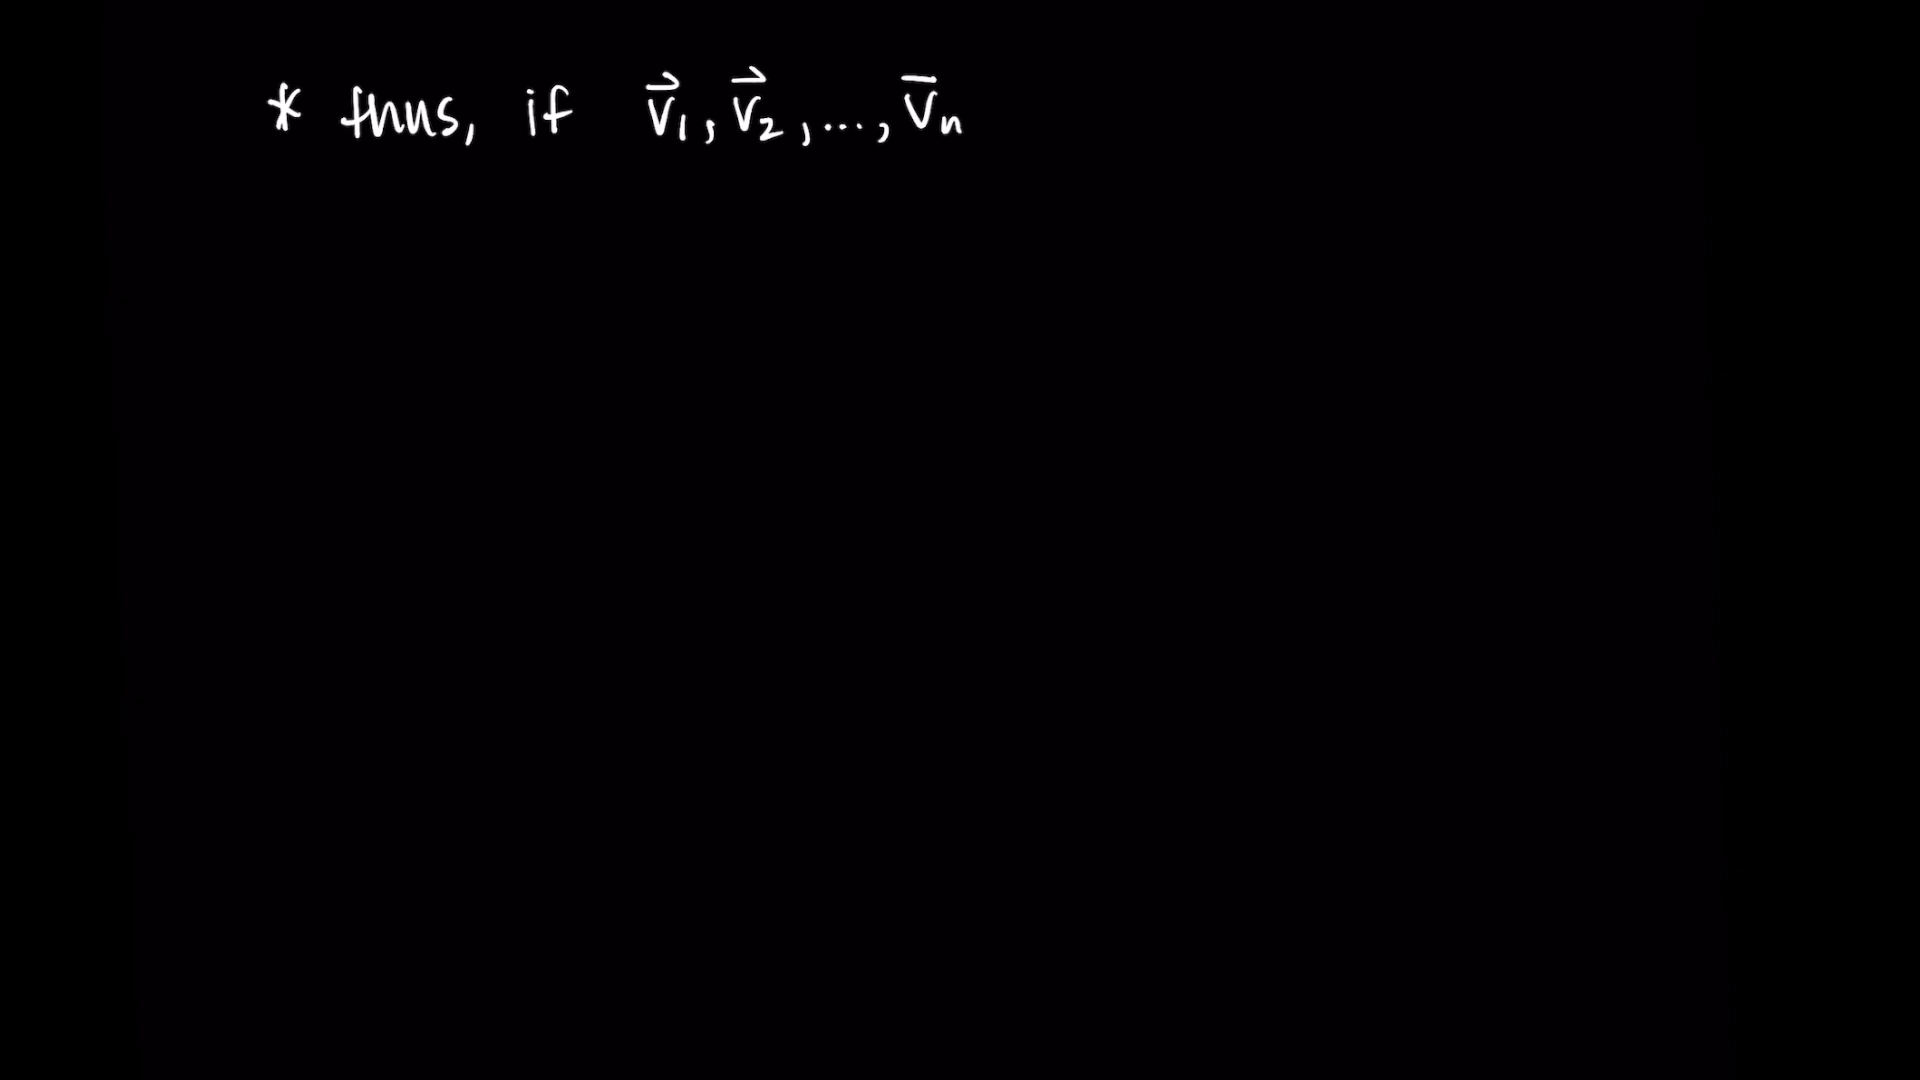 * thus, if v⃗₁, v⃗₂, ..., v̅ₙ